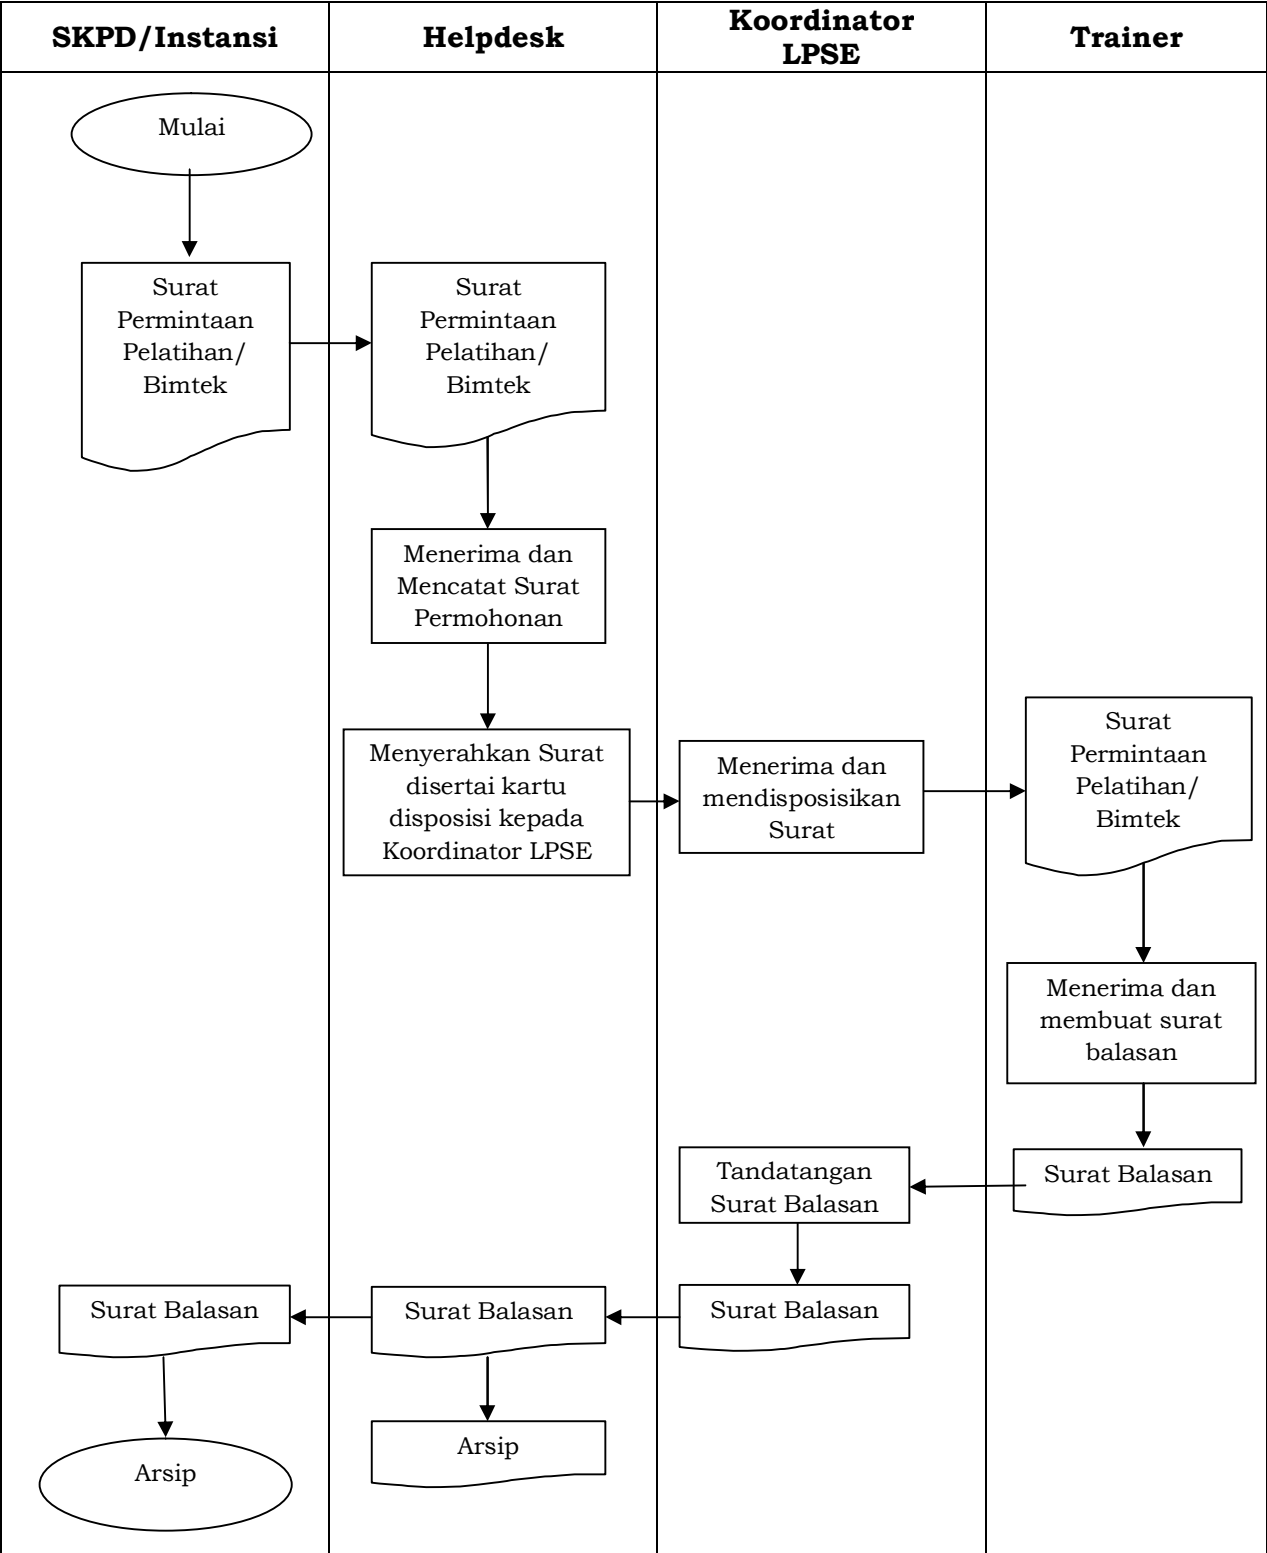 SKPD/Instansi
Helpdesk
Koordinator
LPSE
Trainer
Mulai
Surat
Permintaan
Pelatihan/
Bimtek
Surat
Permintaan
Pelatihan/
Bimtek
Menerima dan
Mencatat Surat
Permohonan
Menyerahkan Surat
disertai kartu
disposisi kepada
Koordinator LPSE
Menerima dan
mendisposisikan
Surat
Surat
Permintaan
Pelatihan/
Bimtek
Menerima dan
membuat surat
balasan
Surat Balasan
Tandatangan
Surat Balasan
Surat Balasan
Surat Balasan
Surat Balasan
Arsip
Arsip